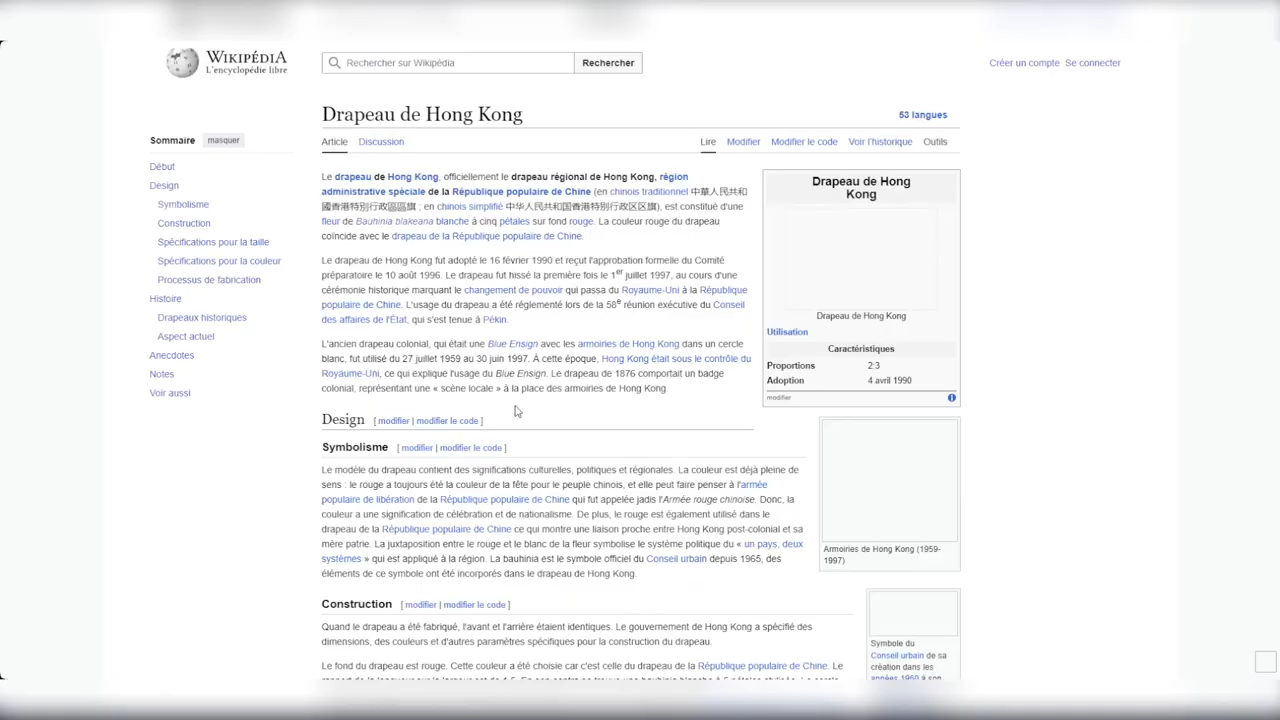 WIKIPÉDIA
L'encyclopédie libre
Rechercher sur Wikipédia
Rechercher
Créer un compte Se connecter
Drapeau de Hong Kong
53 langues
Article Discussion
Lire Modifier Modifier le code Voir l'historique Outils
Sommaire masquer
Début
Design
Symbolisme
Construction
Spécifications pour la taille
Spécifications pour la couleur
Processus de fabrication
Histoire
Drapeaux historiques
Aspect actuel
Anecdotes
Notes
Voir aussi
Le drapeau de Hong Kong, officiellement le drapeau régional de Hong Kong, région
administrative spéciale de la République populaire de Chine (en chinois traditionnel 中華人民共和
國香港特別行政區區旗 ; en chinois simplifié 中华人民共和国香港特别行政区区旗), est constitué d'une
fleur de Bauhinia blakeana blanche à cinq pétales sur fond rouge. La couleur rouge du drapeau
coïncide avec le drapeau de la République populaire de Chine.
Le drapeau de Hong Kong fut adopté le 16 février 1990 et reçut l'approbation formelle du Comité
préparatoire le 10 août 1996. Le drapeau fut hissé la première fois le 1er juillet 1997, au cours d'une
cérémonie historique marquant le changement de pouvoir qui passa du Royaume-Uni à la République
populaire de Chine. L'usage du drapeau a été réglementé lors de la 58e réunion exécutive du Conseil
des affaires de l'État, qui s'est tenue à Pékin.
L'ancien drapeau colonial, qui était une Blue Ensign avec les armoiries de Hong Kong dans un cercle
blanc, fut utilisé du 27 juillet 1959 au 30 juin 1997. À cette époque, Hong Kong était sous le contrôle du
Royaume-Uni, ce qui explique l'usage du Blue Ensign. Le drapeau de 1876 comportait un badge
colonial, représentant une « scène locale » à la place des armoiries de Hong Kong.
Drapeau de Hong
Kong
Drapeau de Hong Kong
Utilisation
Caractéristiques
Proportions 2:3
Adoption 4 avril 1990
modifier
Design [ modifier | modifier le code ]
Symbolisme [ modifier | modifier le code ]
Le modèle du drapeau contient des significations culturelles, politiques et régionales. La couleur est déjà pleine de
sens : le rouge a toujours été la couleur de la fête pour le peuple chinois, et elle peut faire penser à l'armée
populaire de libération de la République populaire de Chine qui fut appelée jadis l'Armée rouge chinoise. Donc, la
couleur a une signification de célébration et de nationalisme. De plus, le rouge est également utilisé dans le
drapeau de la République populaire de Chine ce qui montre une liaison proche entre Hong Kong post-colonial et sa
mère patrie. La juxtaposition entre le rouge et le blanc de la fleur symbolise le système politique du « un pays, deux
systèmes » qui est appliqué à la région. La bauhinia est le symbole officiel du Conseil urbain depuis 1965, des
éléments de ce symbole ont été incorporés dans le drapeau de Hong Kong.
Armoiries de Hong Kong (1959-
1997)
Construction [ modifier | modifier le code ]
Quand le drapeau a été fabriqué, l'avant et l'arrière étaient identiques. Le gouvernement de Hong Kong a spécifié des
dimensions, des couleurs et d'autres paramètres spécifiques pour la construction du drapeau.
Le fond du drapeau est rouge. Cette couleur a été choisie car c'est celle du drapeau de la République populaire de Chine. Le
Symbole du
Conseil urbain de sa
création dans les
années 1960 à son